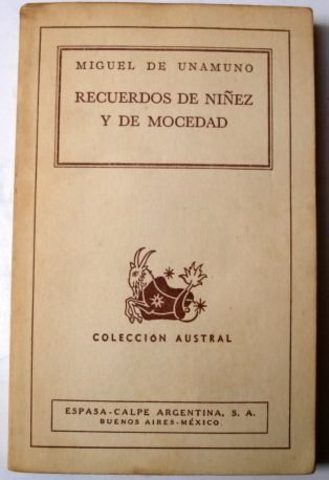 MIGUEL DE UNAMUNO
RECUERDOS DE NIÑEZ
Y DE MOCEDAD
COLECCIÓN AUSTRAL
ESPASA-CALPE ARGENTINA, S. A.
BUENOS AIRES-MÉXICO.